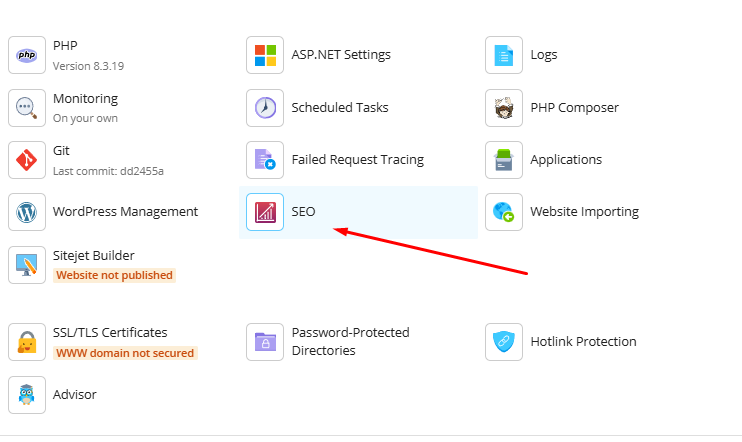 php
PHP
Version 8.3.19
ASP.NET Settings
Logs
Monitoring
On your own
Scheduled Tasks
PHP Composer
Git
Last commit: dd2455a
Failed Request Tracing
Applications
WordPress Management
SEO
Website Importing
Sitejet Builder
Website not published
SSL/TLS Certificates
WWW domain not secured
Password-Protected
Directories
Hotlink Protection
Advisor